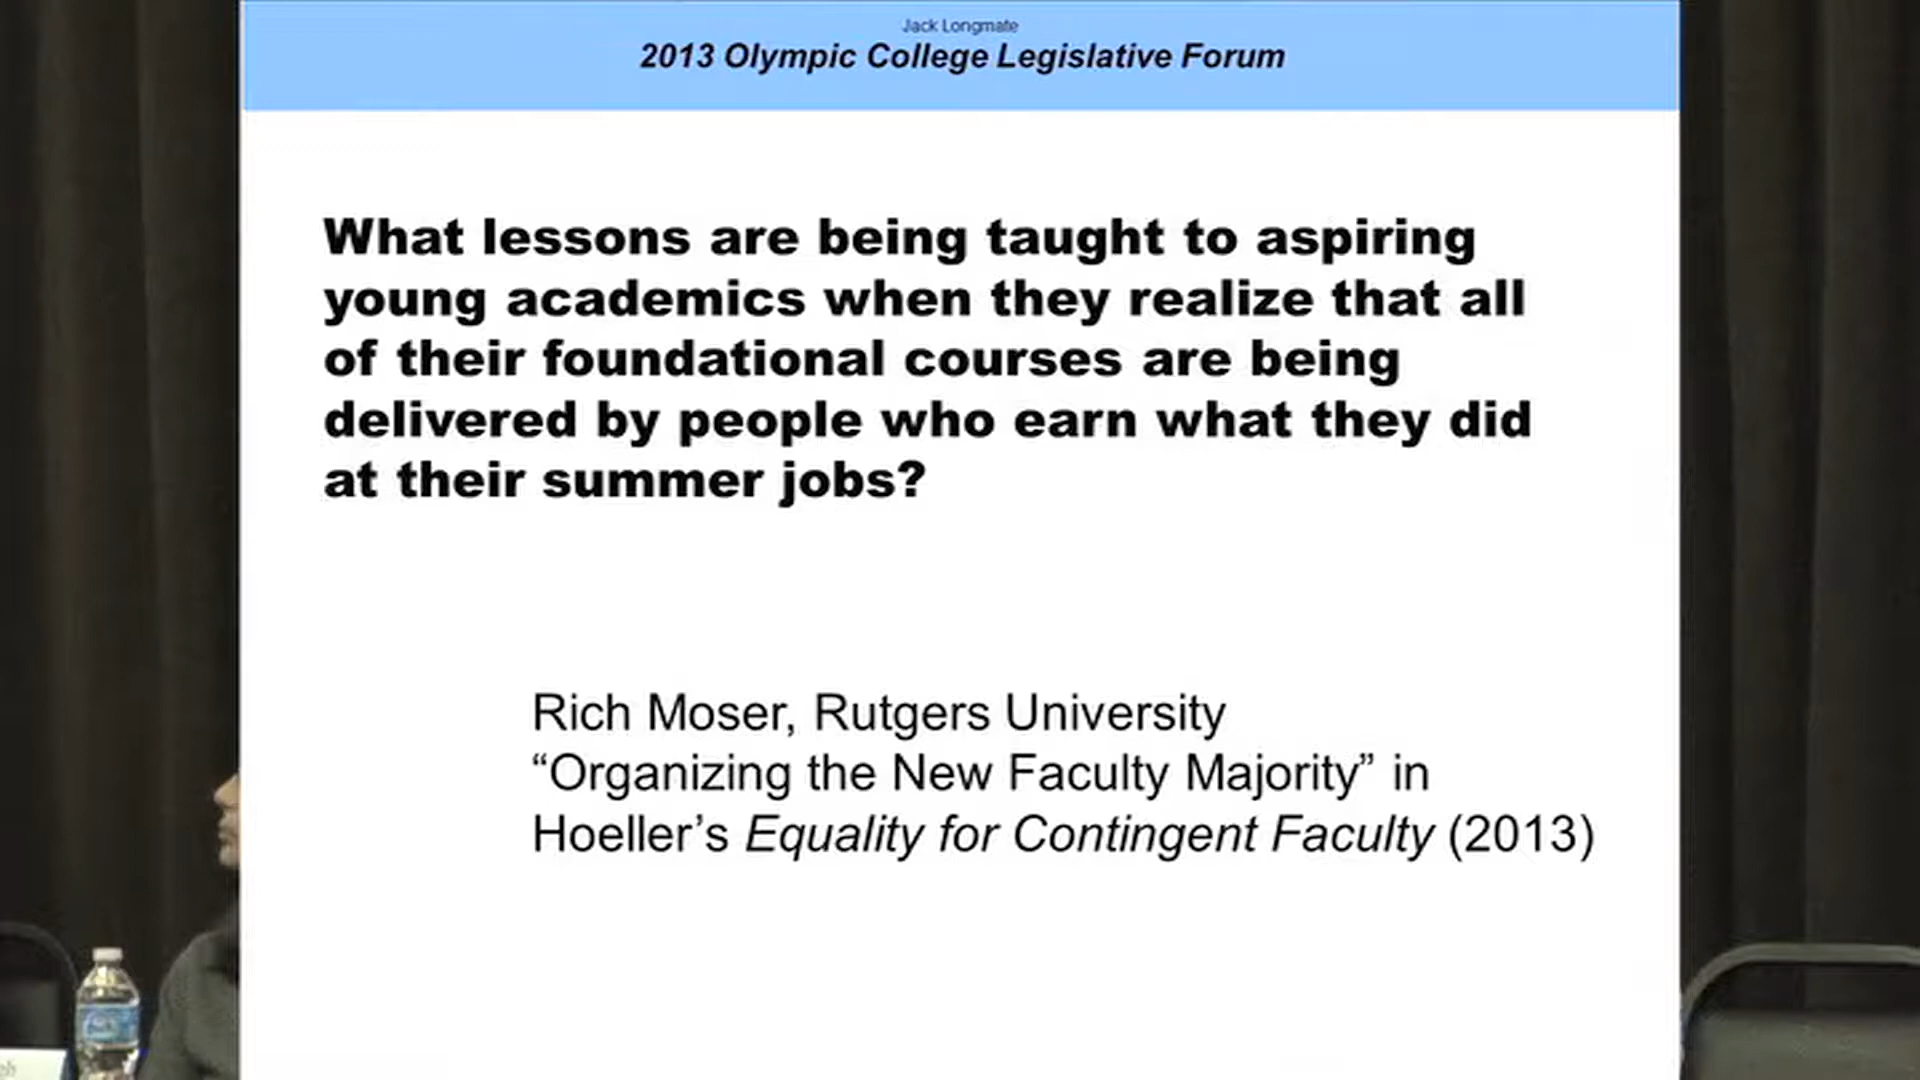 Jack Longmate
2013 Olympic College Legislative Forum
What lessons are being taught to aspiring
young academics when they realize that all
of their foundational courses are being
delivered by people who earn what they did
at their summer jobs?
Rich Moser, Rutgers University
“Organizing the New Faculty Majority” in
Hoeller’s Equality for Contingent Faculty (2013)